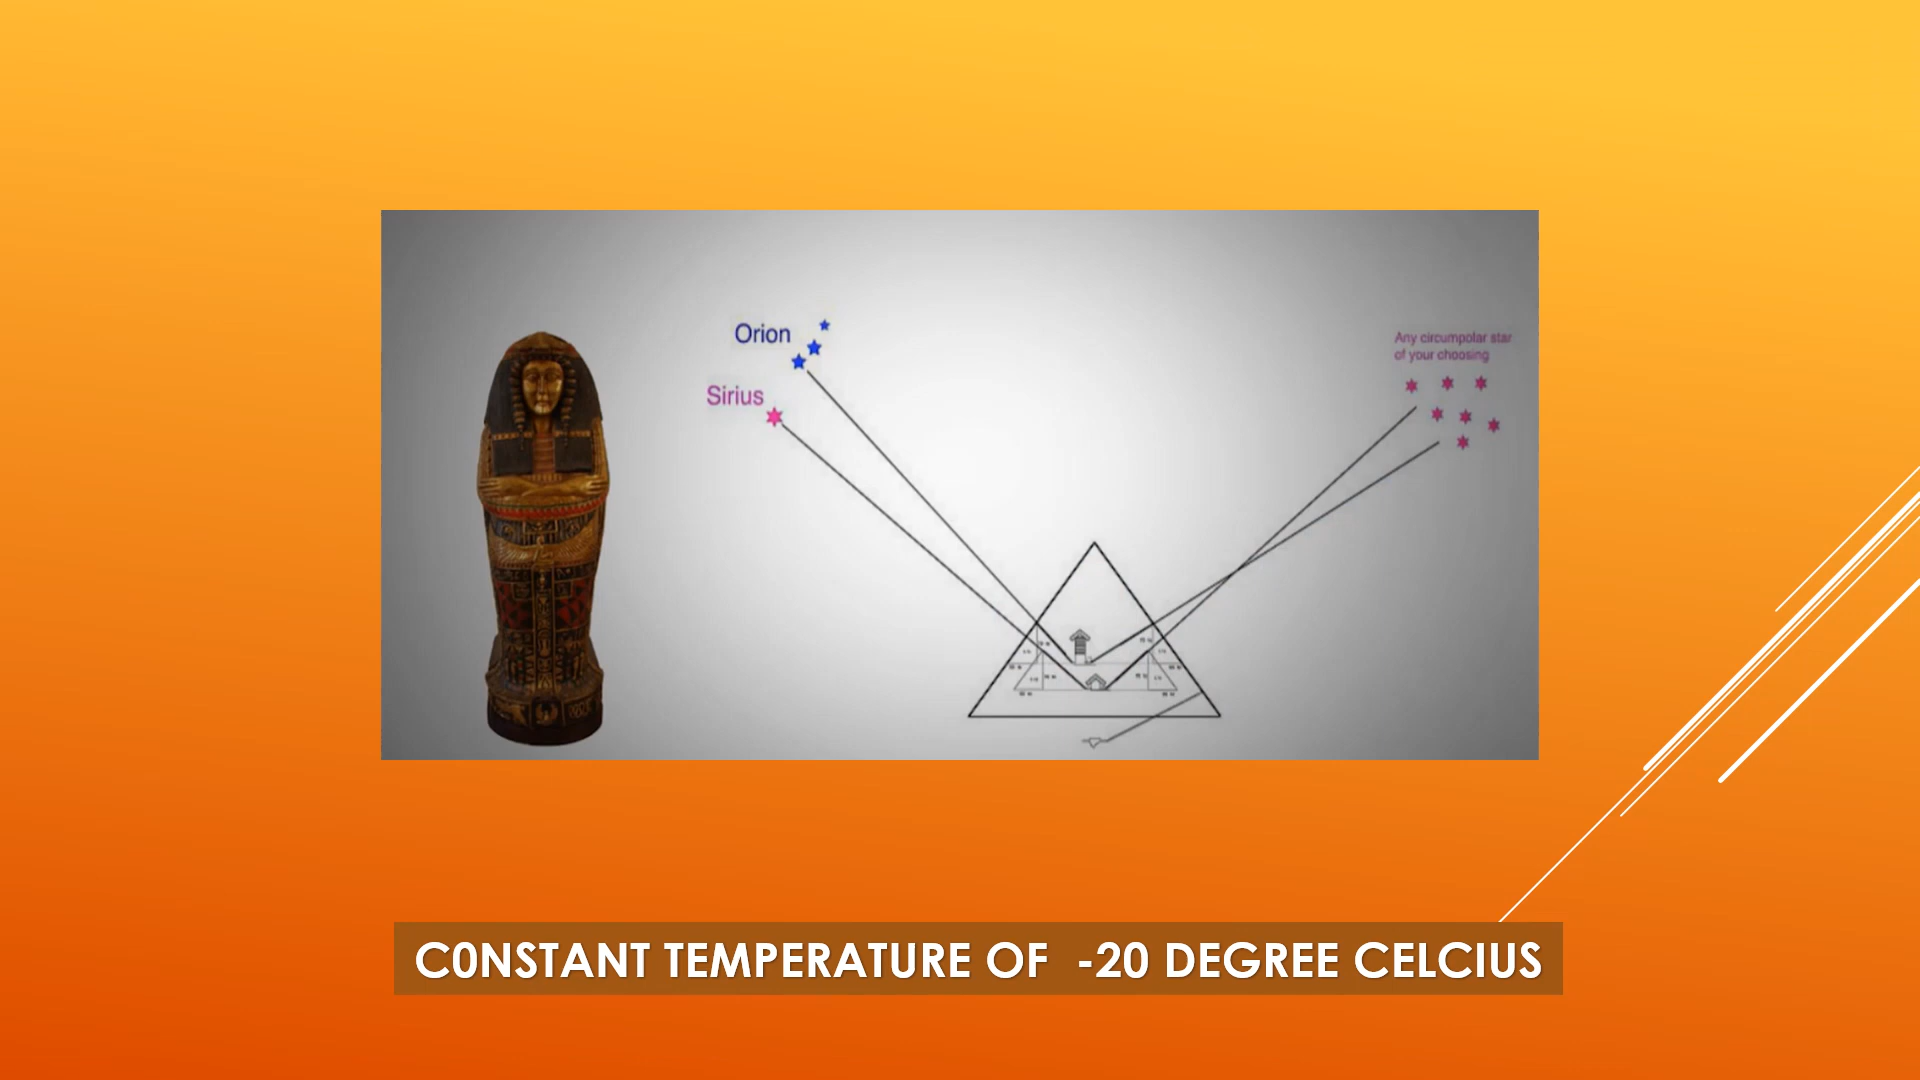 Orion
Sirius
Any circumpolar star
of your choosing
C0NSTANT TEMPERATURE OF  -20 DEGREE CELCIUS